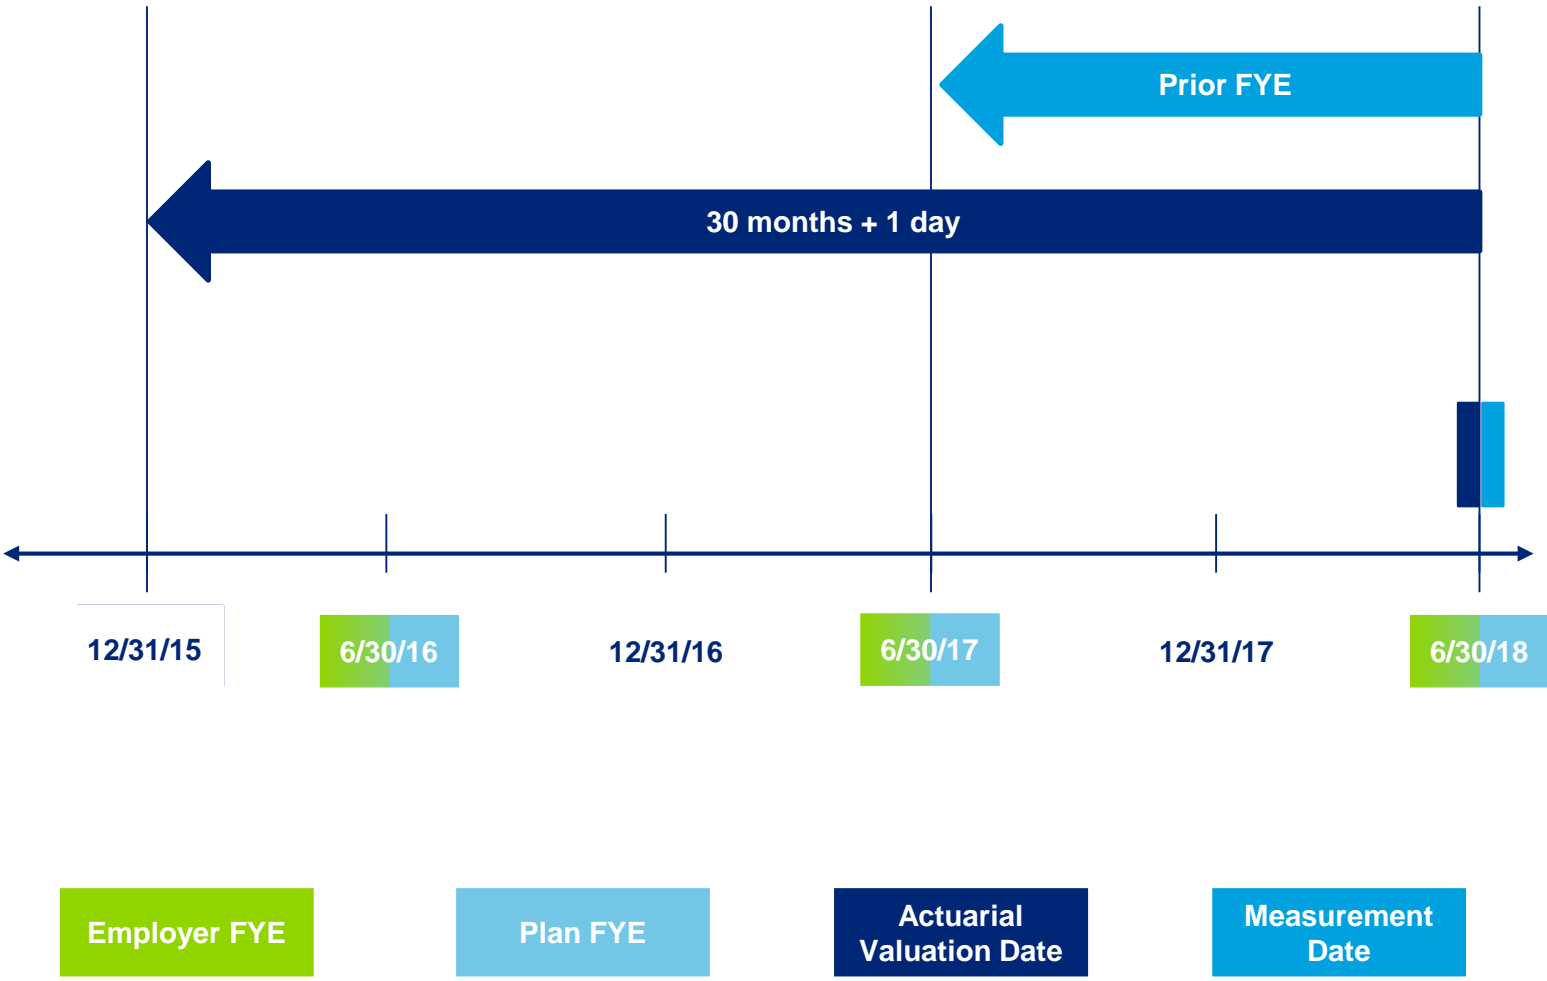 Prior FYE
30 months + 1 day
12/31/15
6/30/16
12/31/16
6/30/17
12/31/17
6/30/18
Employer FYE
Plan FYE
Actuarial
Valuation Date
Measurement
Date